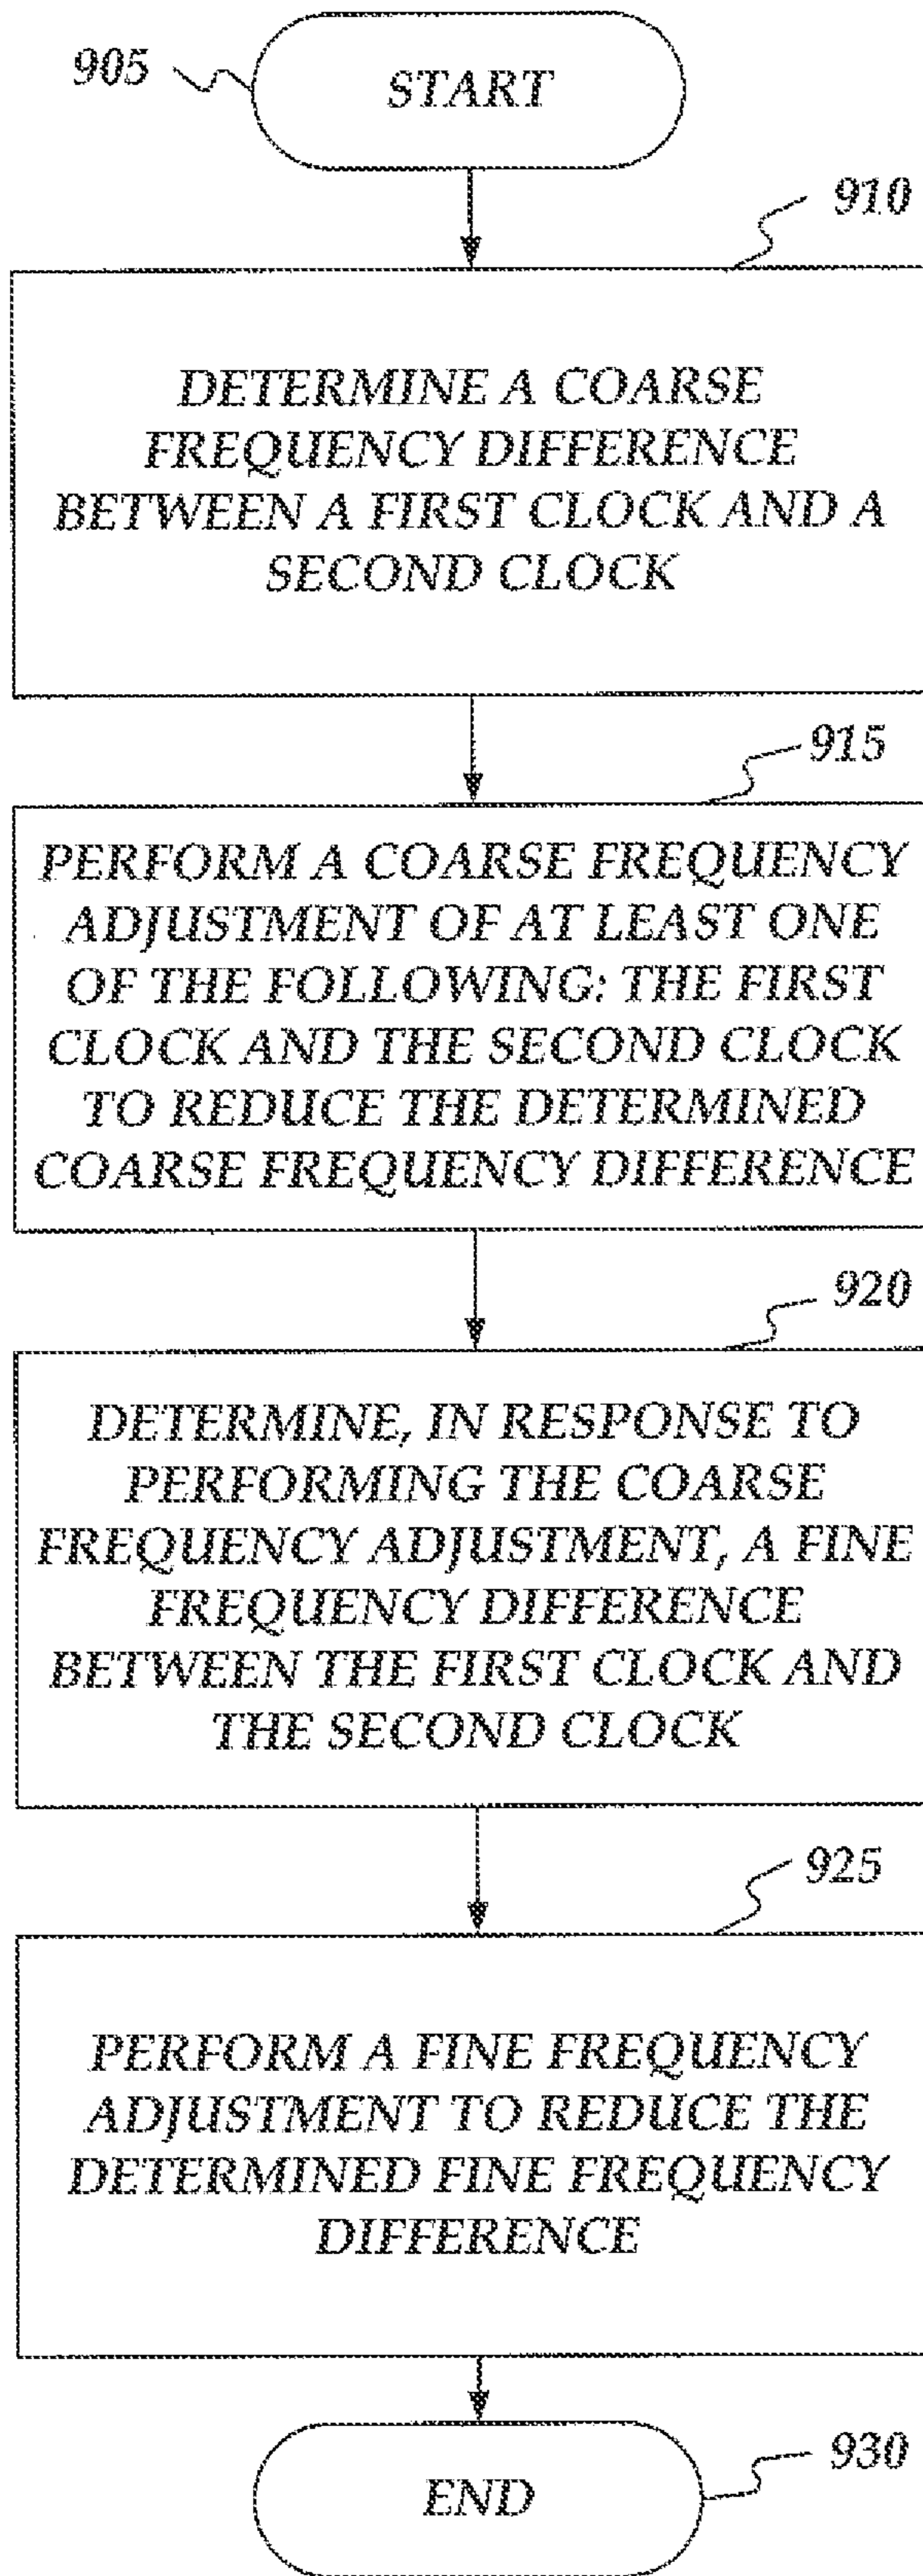 905
START
910
DETERMINE A COARSE
FREQUENCY DIFFERENCE
BETWEEN A FIRST CLOCK AND A
SECOND CLOCK
915
PERFORM A COARSE FREQUENCY
ADJUSTMENT OF AT LEAST ONE
OF THE FOLLOWING: THE FIRST
CLOCK AND THE SECOND CLOCK
TO REDUCE THE DETERMINED
COARSE FREQUENCY DIFFERENCE
920
DETERMINE, IN RESPONSE TO
PERFORMING THE COARSE
FREQUENCY ADJUSTMENT, A FINE
FREQUENCY DIFFERENCE
BETWEEN THE FIRST CLOCK AND
THE SECOND CLOCK
925
PERFORM A FINE FREQUENCY
ADJUSTMENT TO REDUCE THE
DETERMINED FINE FREQUENCY
DIFFERENCE
930
END